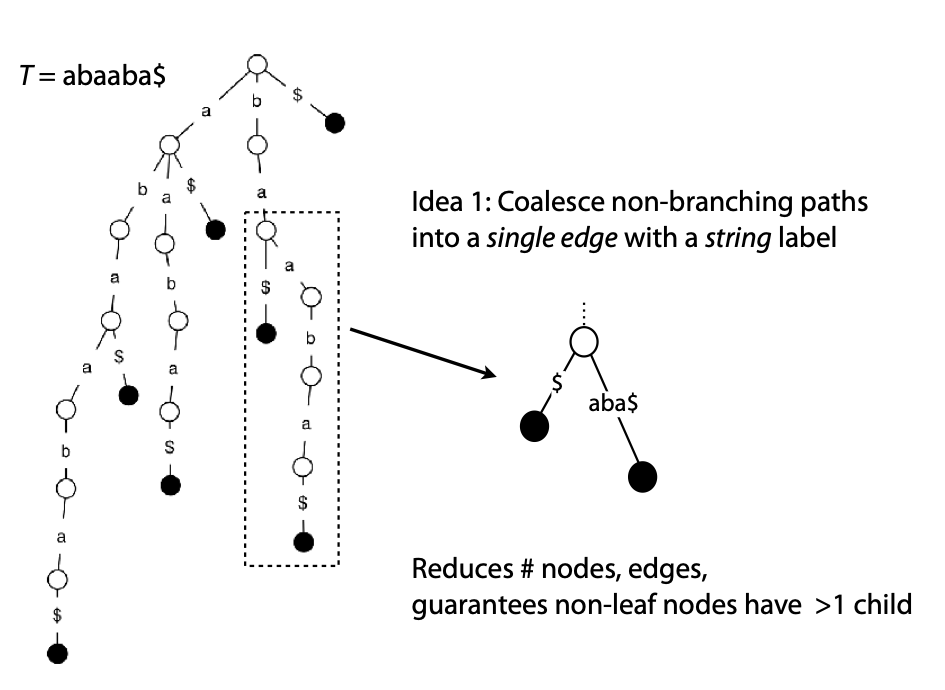 T = abaaba$
a
b
$
b
a
$
a
Idea 1: Coalesce non-branching paths
into a single edge with a string label
a
b
$
a
b
a
S
a
$
aba$
b
S
a
a
$
b
Reduces # nodes, edges,
guarantees non-leaf nodes have >1 child
a
$